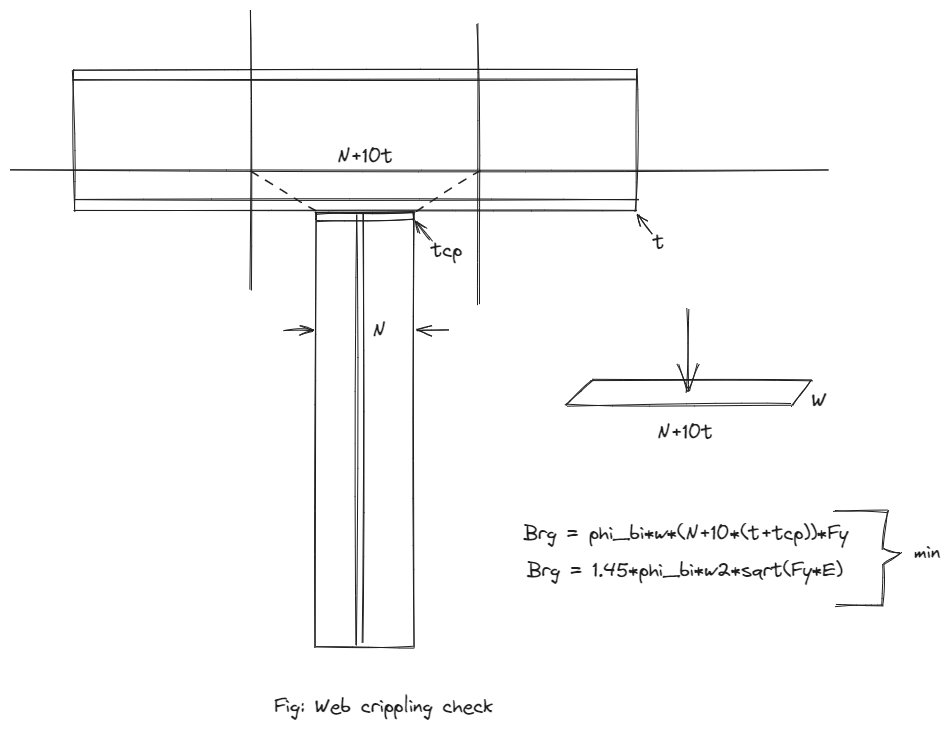 N+10t
t
tcp
N
w
N+10t
Brg = phi_bi*w*(N+10*(t+tcp))*Fy
Brg = 1.45*phi_bi*w2*sqrt(Fy*E)
min
Fig: Web crippling check